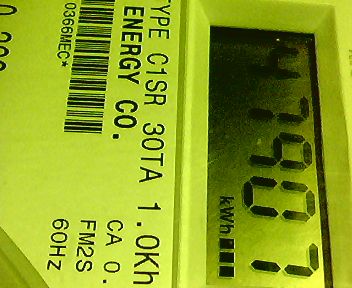 47907
kWh
TYPE C1SR 30TA 1.0Kh
ENERGY CO.
CA 0.
FM2S
60HZ
0366MEC*